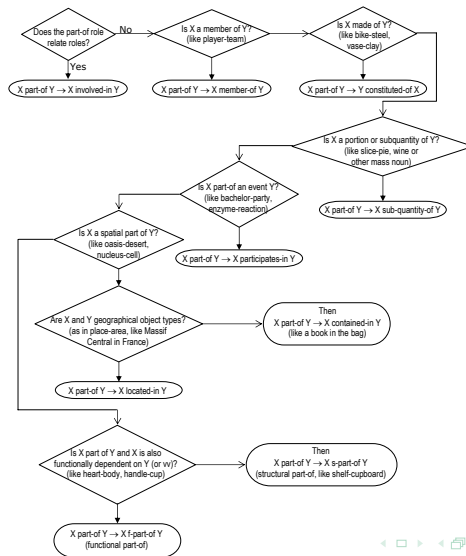 Does the part-of role
relate roles?
No
Yes
X part-of Y → X involved-in Y
Is X a member of Y?
(like player-team)
X part-of Y → X member-of Y
Is X made of Y?
(like bike-steel,
vase-clay)
X part-of Y → Y constituted-of X
Is X a portion or subquantity of Y?
(like slice-pie, wine or
other mass noun)
X part-of Y → X sub-quantity-of Y
Is X part-of an event Y?
(like bachelor-party,
enzyme-reaction)
X part-of Y → X participates-in Y
Is X a spatial part of Y?
(like oasis-desert,
nucleus-cell)
Are X and Y geographical object types?
(as in place-area, like Massif
Central in France)
Then
X part-of Y → X contained-in Y
(like a book in the bag)
X part-of Y → X located-in Y
Is X part of Y and X is also
functionally dependent on Y (or vv)?
(like heart-body, handle-cup)
Then
X part-of Y → X s-part-of Y
(structural part-of, like shelf-cupboard)
X part-of Y → X f-part-of Y
(functional part-of)